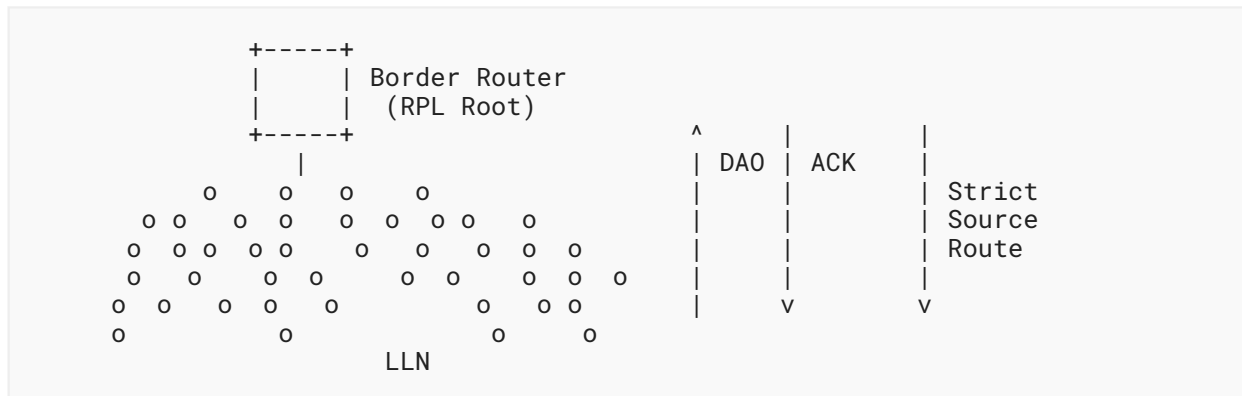 +-----+
|     | Border Router
|     |  (RPL Root)
+-----+                      ^     |        |
|                         | DAO | ACK    |
o    o   o    o                 |     |        | Strict
o o   o  o   o  o  o o   o          |     |        | Source
o  o o  o o    o   o   o  o  o       |     |        | Route
o   o    o  o     o  o    o  o  o     |     |        |
o  o   o  o   o         o   o o         |     v        v
o          o             o     o
LLN